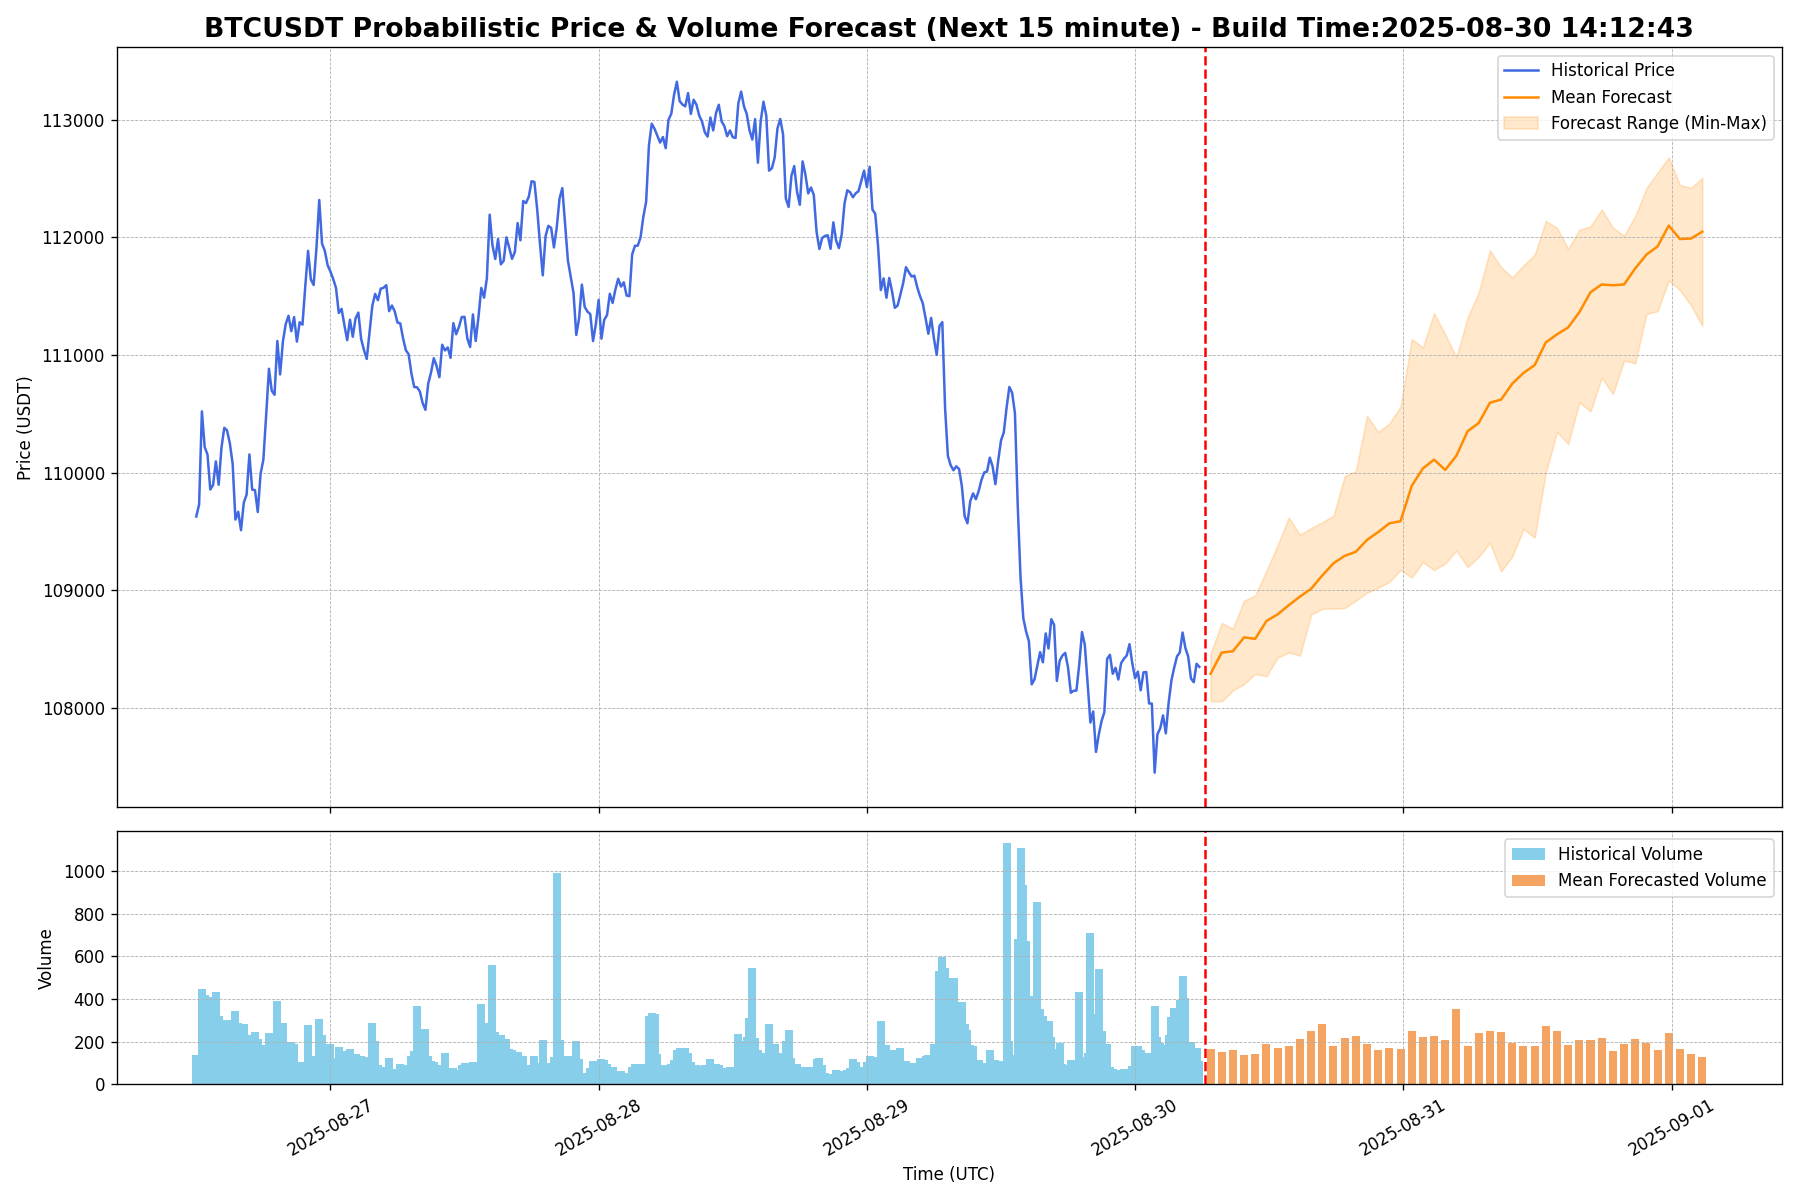 BTCUSDT Probabilistic Price & Volume Forecast (Next 15 minute) - Build Time:2025-08-30 14:12:43
Historical Price
Mean Forecast
Forecast Range (Min-Max)
113000
112000
111000
110000
109000
108000
Price (USDT)
Historical Volume
Mean Forecasted Volume
1000
800
600
400
200
0
Volume
2025-08-27
2025-08-28
2025-08-29
2025-08-30
2025-08-31
2025-09-01
Time (UTC)